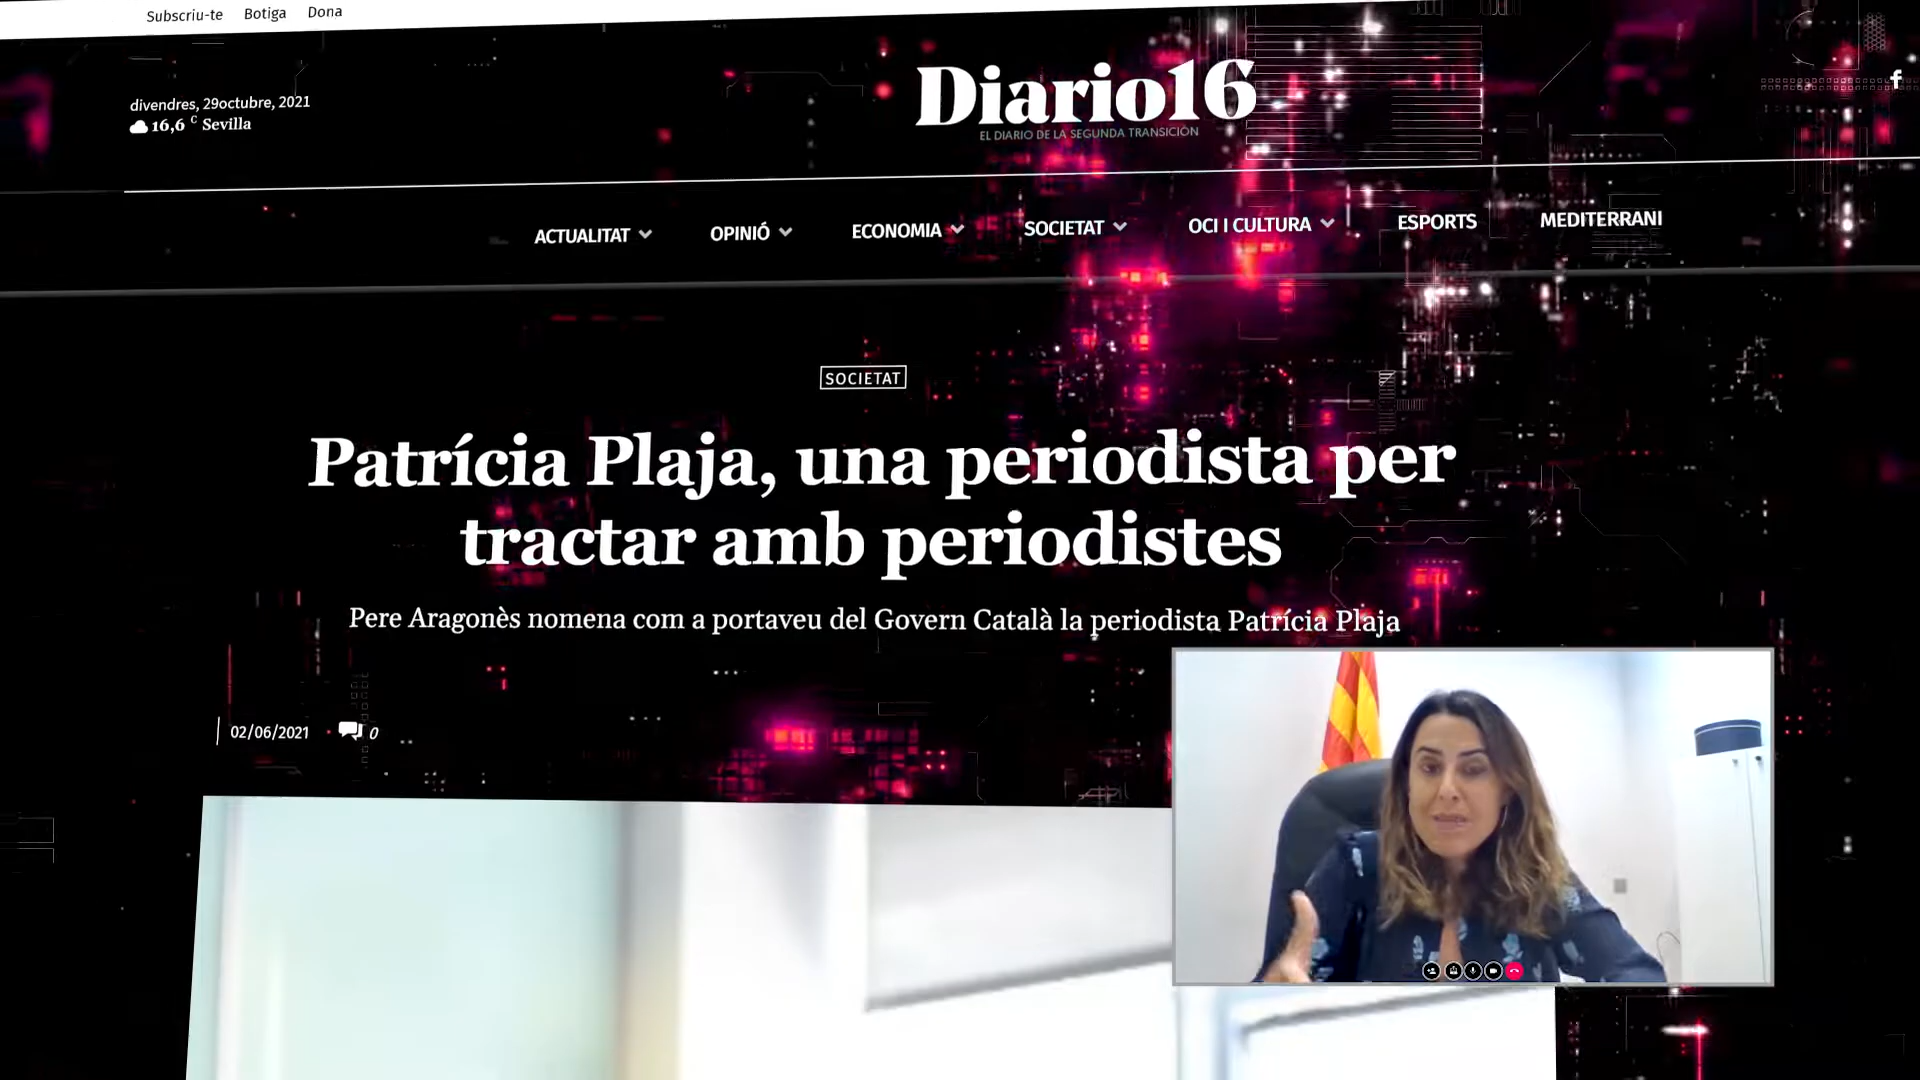 Subscriu-te Botiga Dona
divendres, 29octubre, 2021
16,6 C Sevilla
Diario16
EL DIARIO DE LA SEGUNDA TRANSICIÓN
ACTUALITAT OPINIÓ ECONOMIA SOCIETAT OCI I CULTURA ESPORTS MEDITERRANI
SOCIETAT
Patrícia Plaja, una periodista per
tractar amb periodistes
Pere Aragonès nomena com a portaveu del Govern Català la periodista Patrícia Plaja
02/06/2021 0